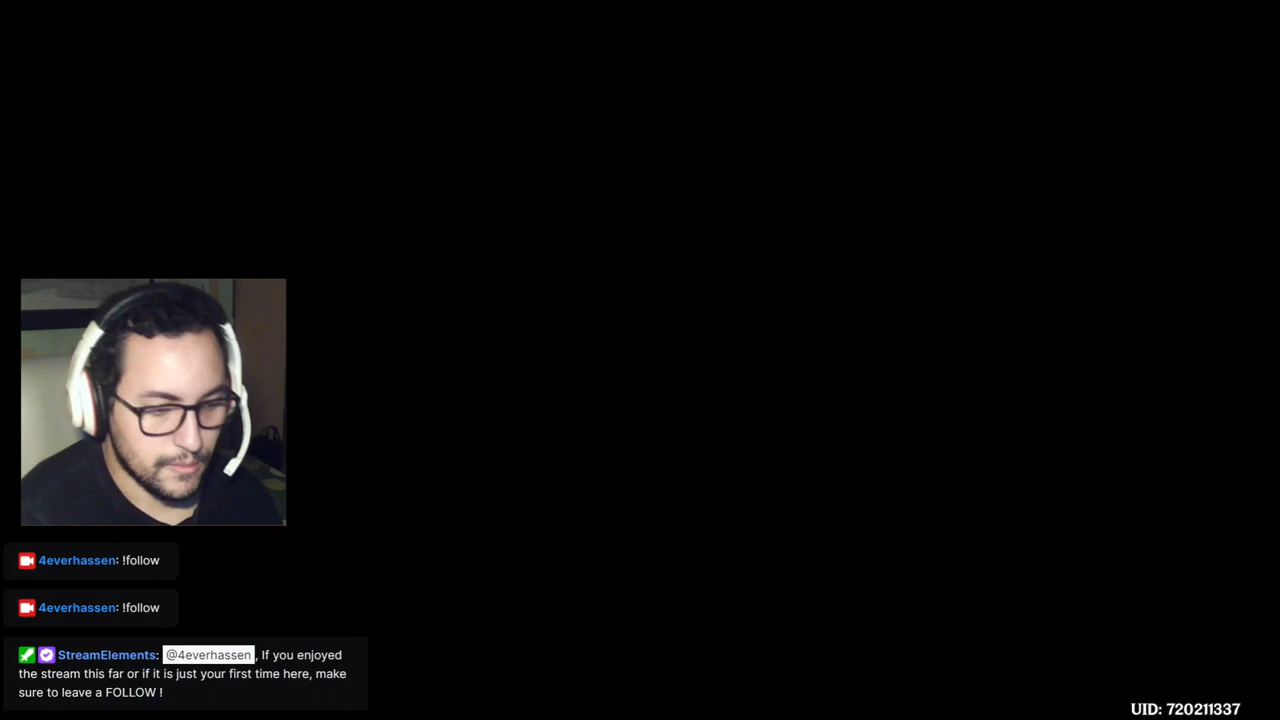 4everhassen: !follow
4everhassen: !follow
StreamElements: @4everhassen, If you enjoyed
the stream this far or if it is just your first time here, make
sure to leave a FOLLOW !
UID: 720211337